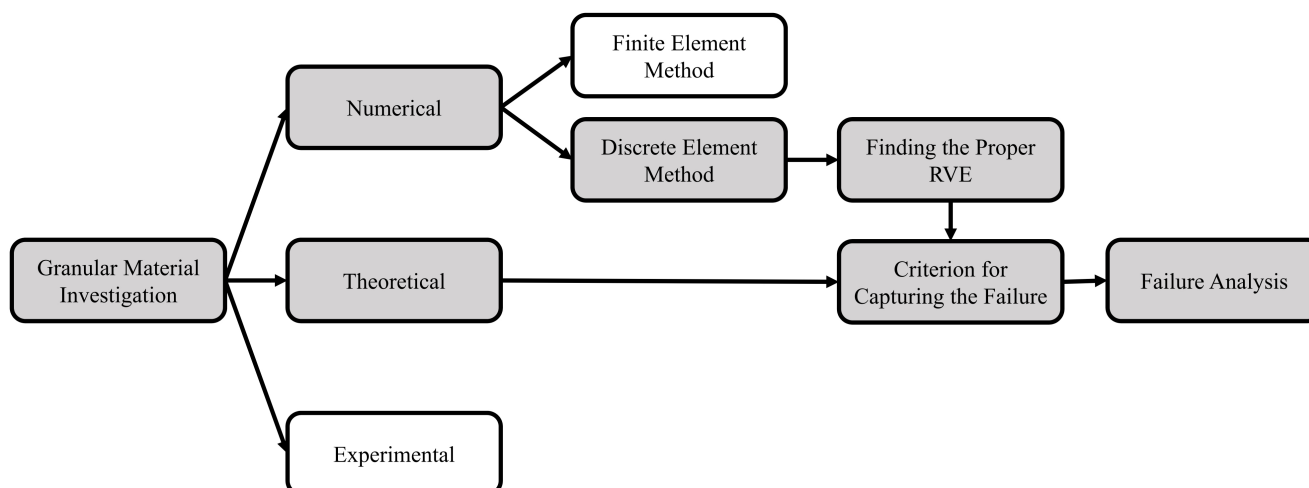 Finite Element
Method
Numerical
Discrete Element
Method
Finding the Proper
RVE
Granular Material
Investigation
Theoretical
Criterion for
Capturing the Failure
Failure Analysis
Experimental